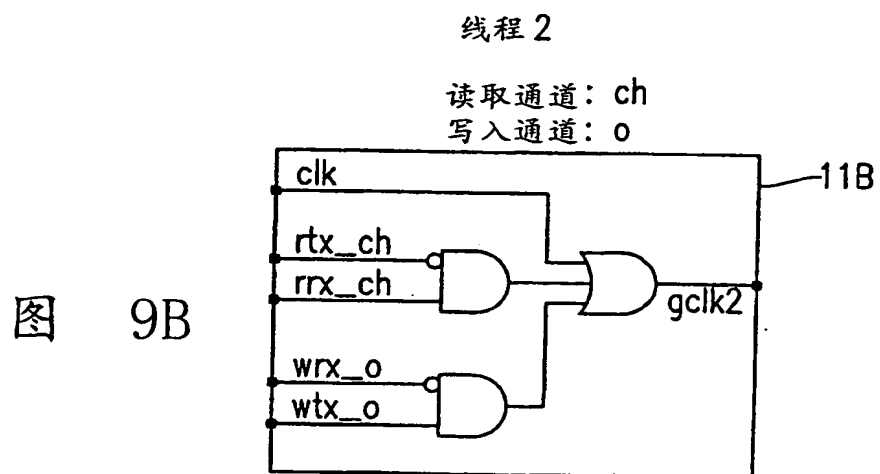 线程 2
读取通道: ch
写入通道: o
clk
11B
rtx_ch
rrx_ch
gclk2
图 9B
wrx_o
wtx_o